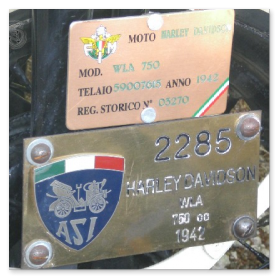 MOTO HARLEY DAVIDSON
MOD. WLA 750
TELAIO 59007615 ANNO 1942
REG. STORICO N° 03270
2285
HARLEY DAVIDSON
WLA
750 cc
1942
ASI